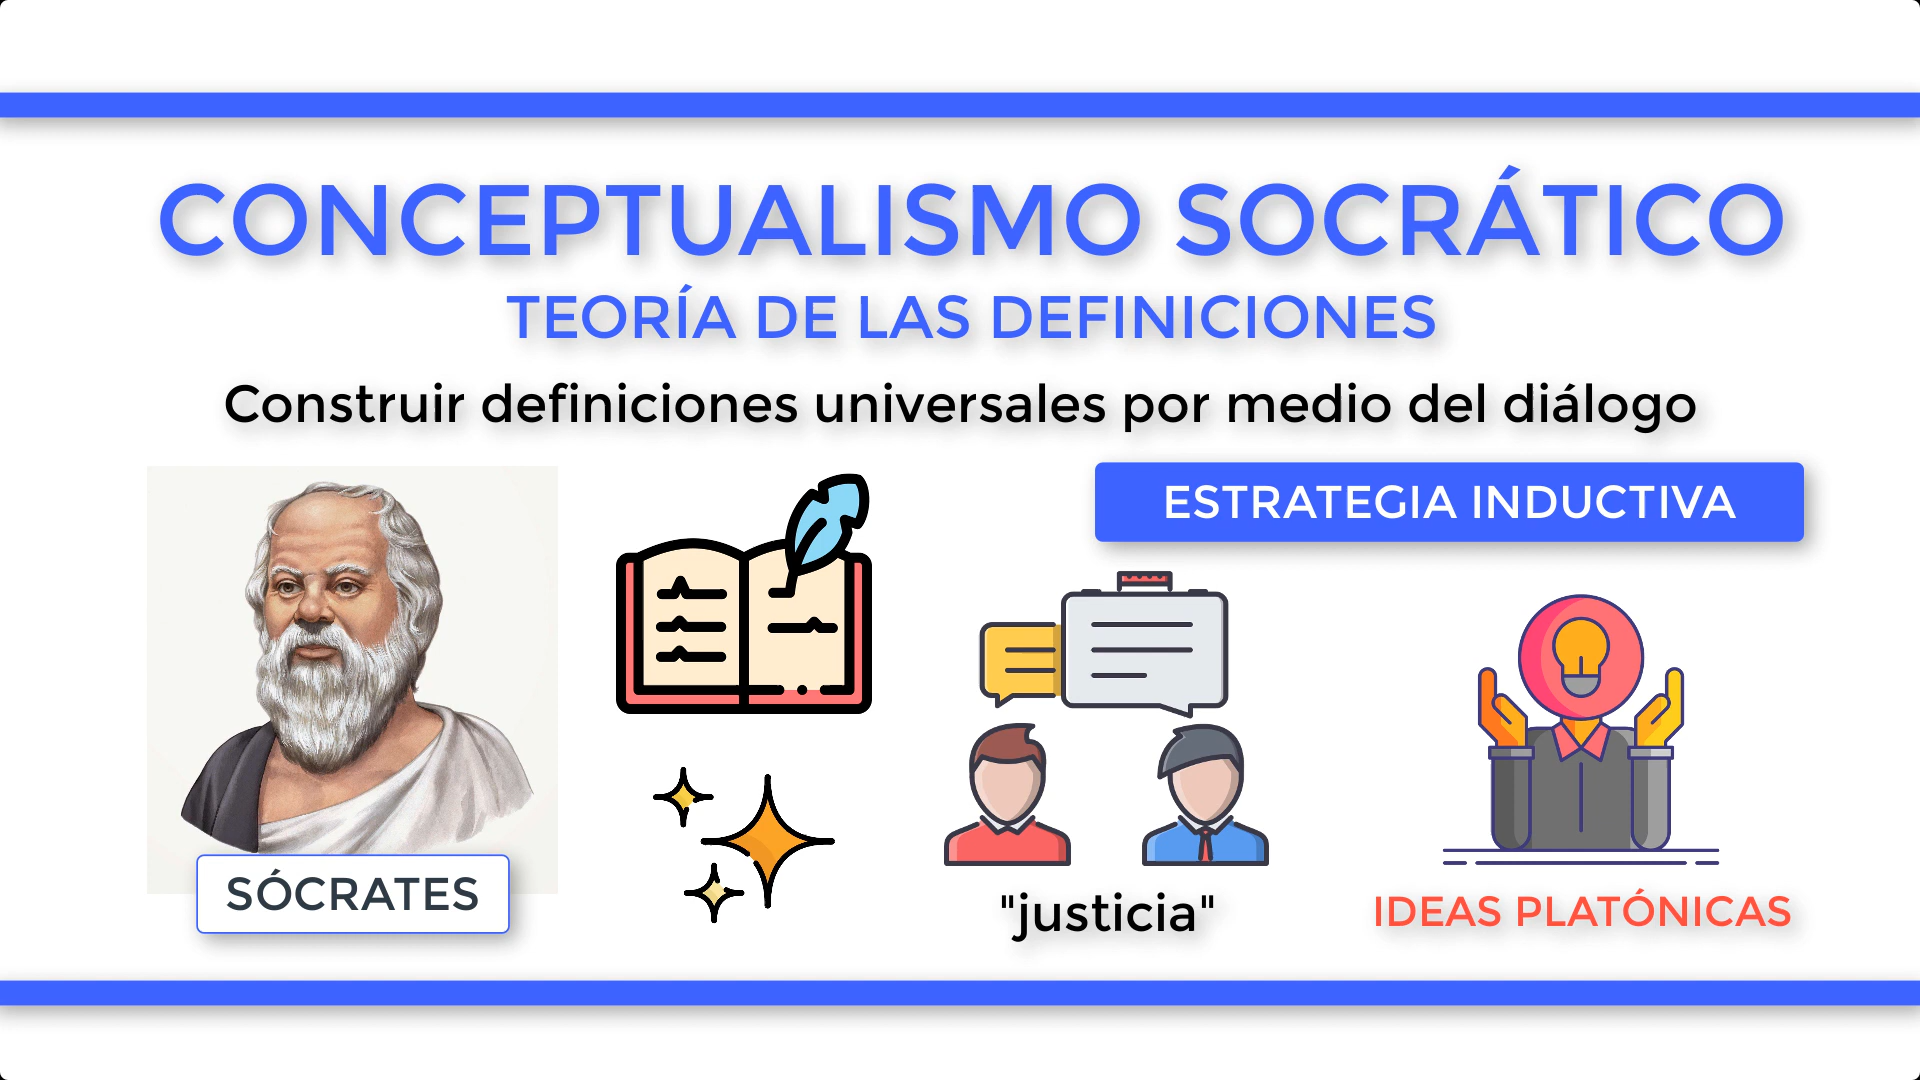 CONCEPTUALISMO SOCRÁTICO
TEORÍA DE LAS DEFINICIONES
Construir definiciones universales por medio del diálogo
ESTRATEGIA INDUCTIVA
SÓCRATES
"justicia"
IDEAS PLATÓNICAS